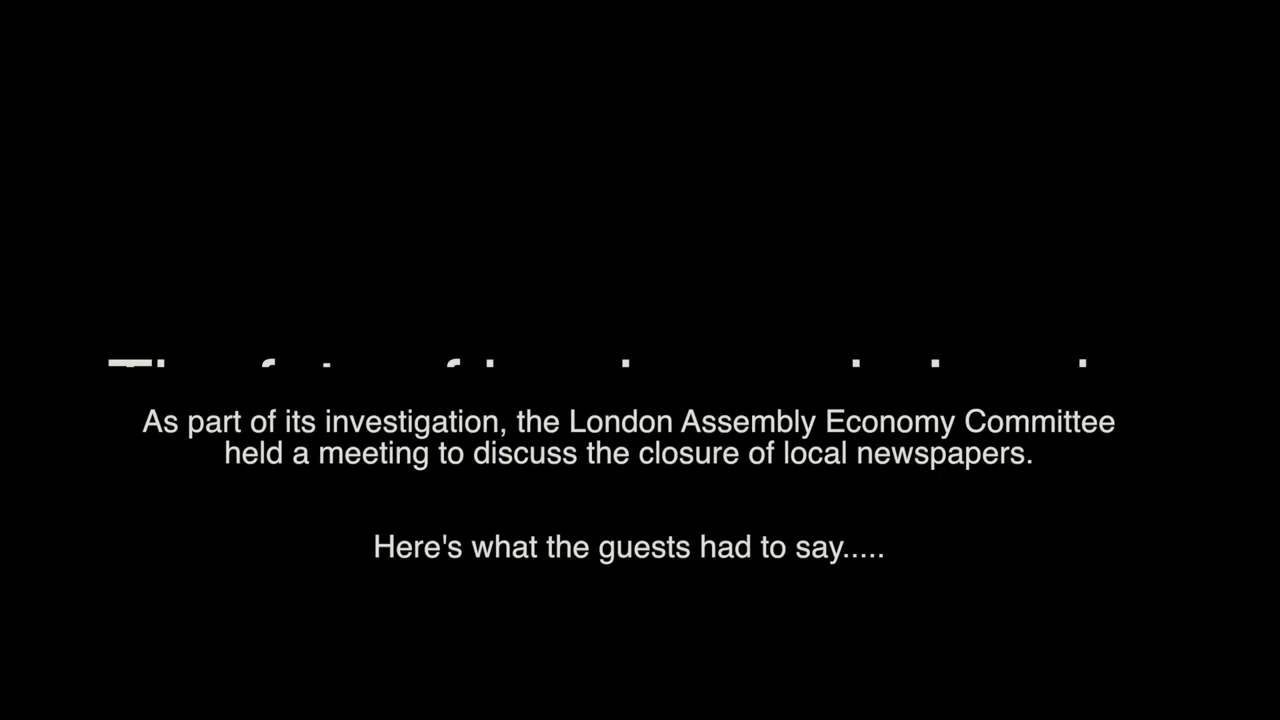 As part of its investigation, the London Assembly Economy Committee
held a meeting to discuss the closure of local newspapers.
Here's what the guests had to say.....